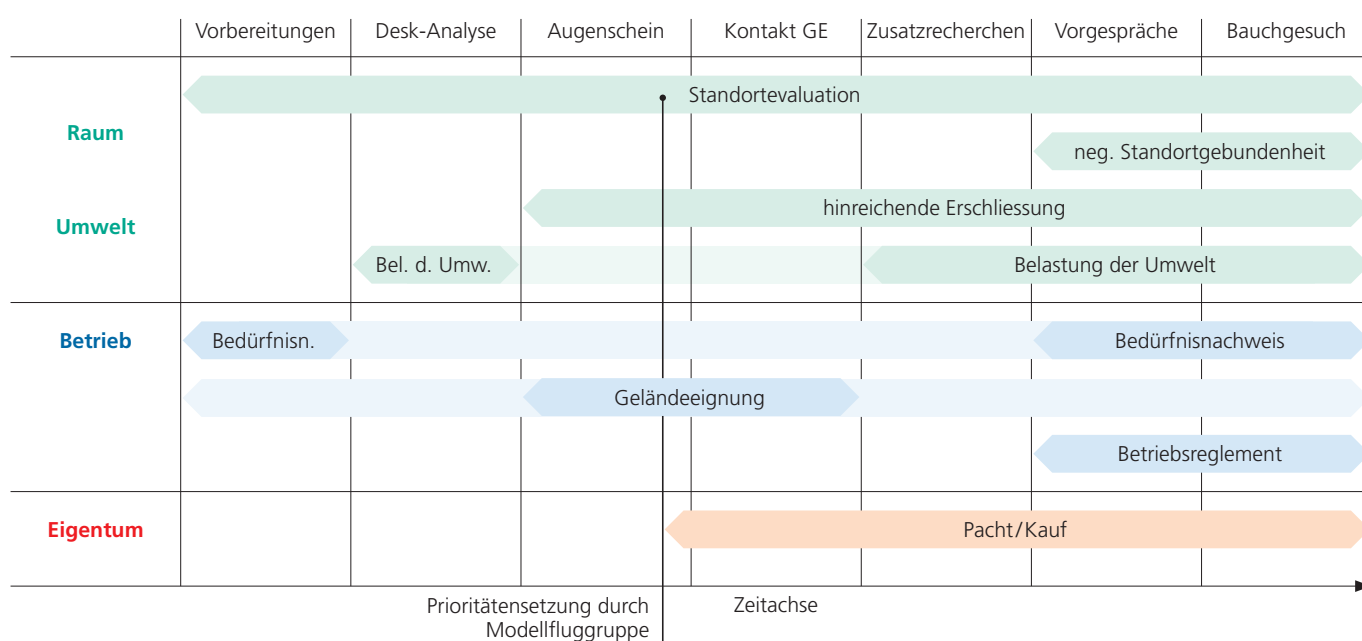 Vorbereitungen Desk-Analyse Augenschein Kontakt GE Zusatzrecherchen Vorgespräche Bauchgesuch
Standortevaluation
Raum
neg. Standortgebundenheit
hinreichende Erschliessung
Umwelt
Bel. d. Umw. Belastung der Umwelt
Betrieb Bedürfnisn. Bedürfnisnachweis
Geländeeignung
Betriebsreglement
Eigentum Pacht/Kauf
Prioritätensetzung durch Zeitachse
Modellfluggruppe